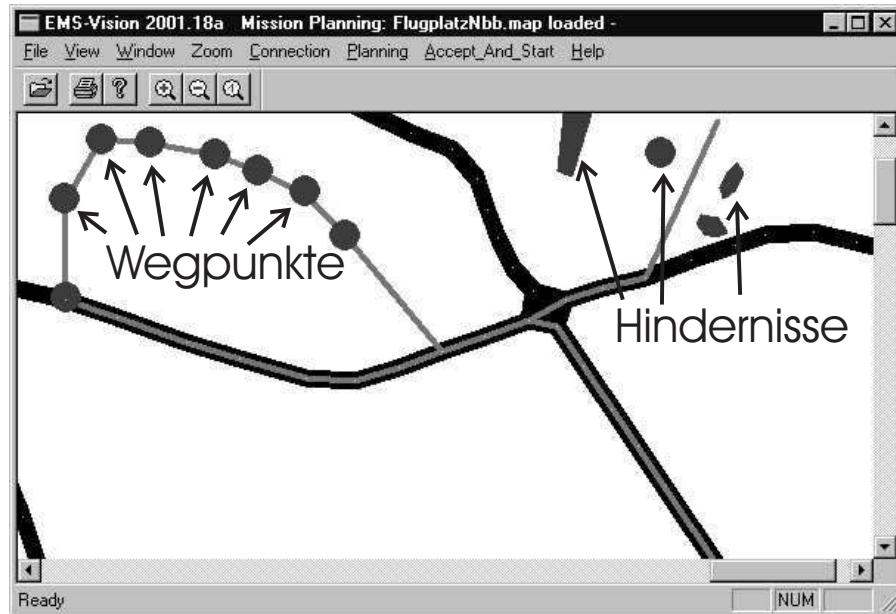 EMS-Vision 2001.18a Mission Planning: FlugplatzNbb.map loaded -
File View Window Zoom Connection Planning Accept_And_Start Help
Wegpunkte
Hindernisse
Ready
NUM